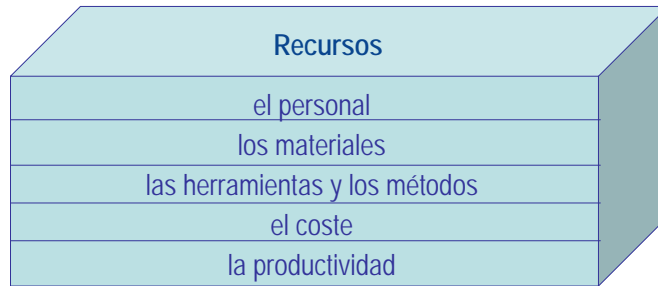 Recursos
el personal
los materiales
las herramientas y los métodos
el coste
la productividad